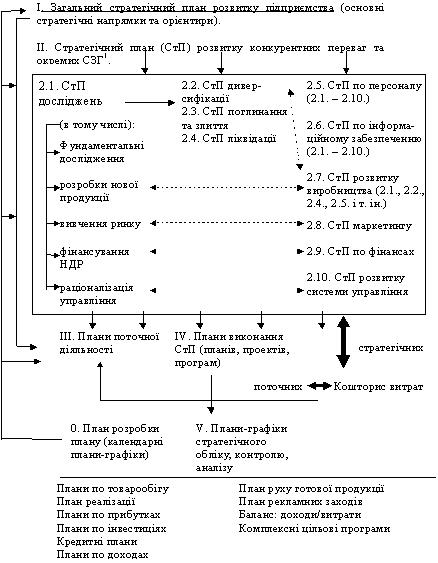 І. Загальний стратегічний план розвитку підприємства (основні
стратегічні напрямки та орієнтири).
ІІ. Стратегічний план (СтП) розвитку конкурентних переваг та
окремих СЗГ¹.
2.1. СтП
досліджень
(в тому числі):
Фундаментальні
дослідження
розробки нової
продукції
вивчення ринку
фінансування
НДР
раціоналізація
управління
2.2. СтП дивер-
сифікації
2.3. СтП поглинання
та злиття
2.4. СтП ліквідації
2.5. СтП по персоналу
(2.1. – 2.10.)
2.6. СтП по інформа-
ційному забезпеченню
(2.1. – 2.10.)
2.7. СтП розвитку
виробництва (2.1., 2.2.,
2.4., 2.5. і т. ін.)
2.8. СтП маркетингу
2.9. СтП по фінансах
2.10. СтП розвитку
системи управління
ІІІ. Плани поточної
діяльності
IV. Плани виконання
СтП (планів, проектів,
програм)
стратегічних
поточних
Кошторис витрат
0. План розробки
плану (календарні
плани-графіки)
V. Плани-графіки
стратегічного
обліку, контролю,
аналізу
Плани по товарообігу
План реалізації
Плани по прибутках
Плани по інвестиціях
Кредитні плани
Плани по доходах
План руху готової продукції
План рекламних заходів
Баланс: доходи/витрати
Комплексні цільові програми